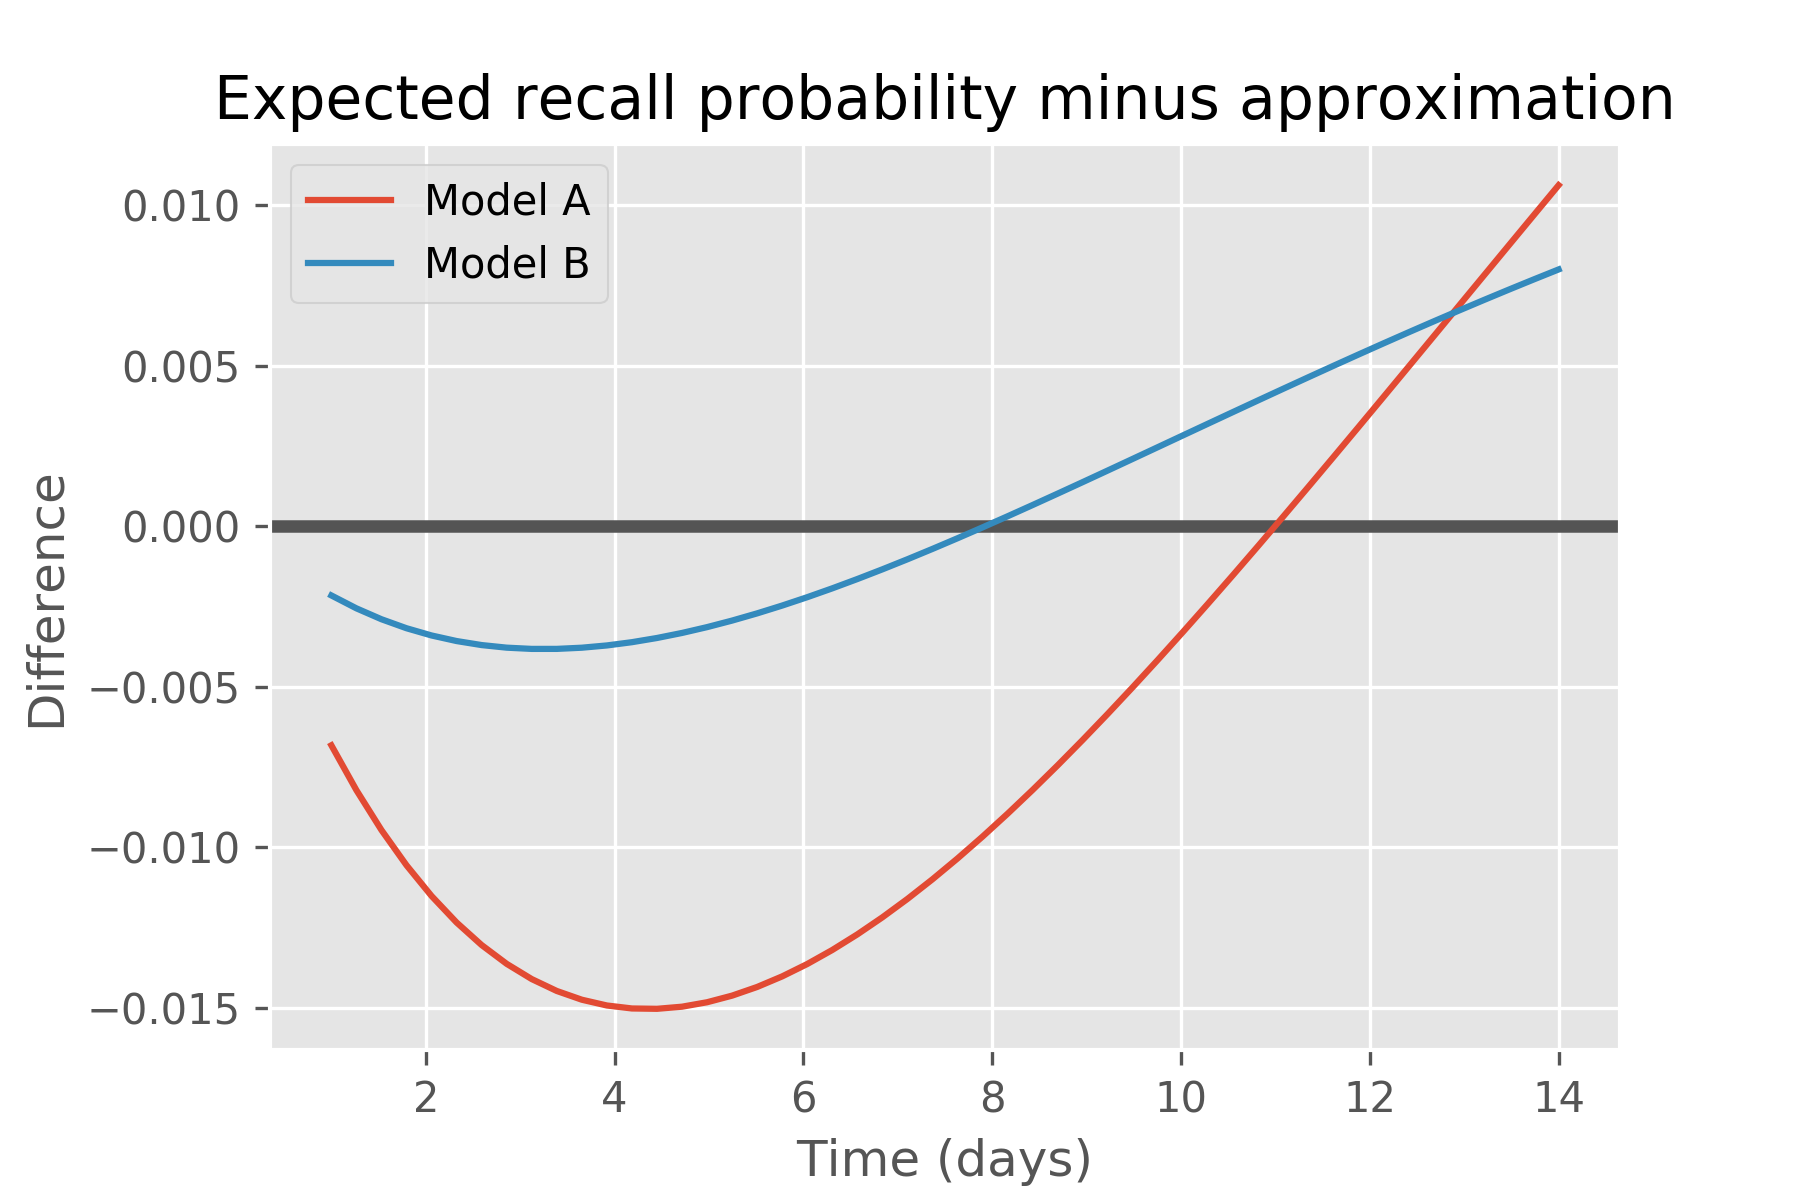 Expected recall probability minus approximation
Model A
Model B
0.010
0.005
0.000
−0.005
−0.010
−0.015
Difference
2 4 6 8 10 12 14
Time (days)